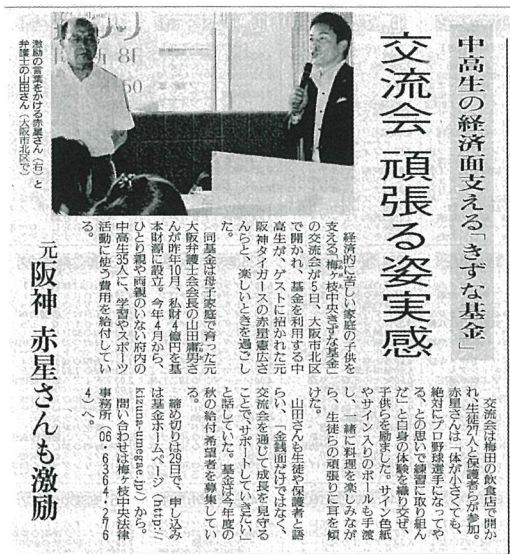 中高生の経済面支える「きずな基金」
交流会 頑張る姿実感
元阪神 赤星さんも激励
激励の言葉をかける赤星さん（右）と
弁護士の山田さん（大阪市北区で）
経済的に苦しい家庭の子供を
支える「梅ケ枝中央きずな基金」
の交流会が5日、大阪市北区
で開かれ、基金を利用する中
高生が、ゲストに招かれた元
阪神タイガースの赤星憲広さ
んらと、楽しいときを過ごし
た。
同基金は母子家庭で育った元
大阪弁護士会会長の山田庸男さ
んが昨年10月、私財4億円を基
本財源に設立。今年4月から、
ひとり親や両親のいない府内の
中高生35人に、学習やスポーツ
活動に使う費用を給付してい
る。
交流会は梅田の飲食店で開か
れ、生徒人と保護者らが参加。
赤星さんは「体が小さくても、
絶対にプロ野球選手になってや
る、との思いで練習に取り組ん
だ」と自身の体験を織り交ぜ、
子供らを励ました。サイン色紙
やサイン入りのボールも手渡
し、一緒に料理を楽しみなが
ら、生徒らの頑張りに耳を傾
けた。
山田さんも生徒や保護者と語
らい、「金銭面だけではなく、
交流会を通じて成長を見守る
ことで、サポートしていきたい」
と話していた。基金は今年度の
秋の給付希望者を募集してい
る。
締め切りは29日で、申し込み
は基金ホームページ（http://
kizuna-umegae.jp/）から。
問い合わせは梅ケ枝中央法律
事務所（06・6364・276
4）へ。